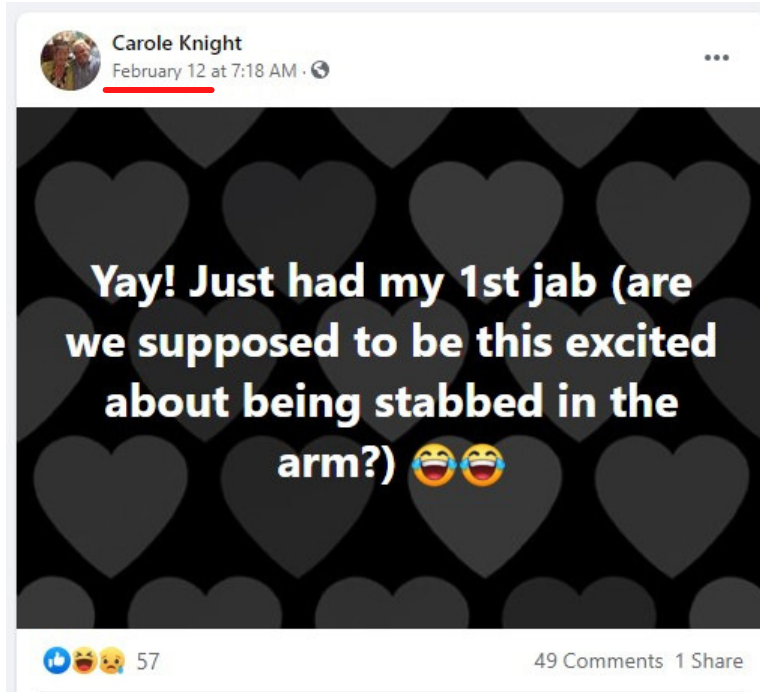 Carole Knight
February 12 at 7:18 AM ·
Yay! Just had my 1st jab (are
we supposed to be this excited
about being stabbed in the
arm?) 😂😂
57
49 Comments 1 Share